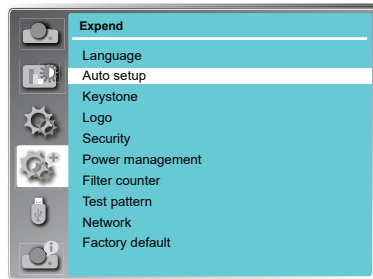 Expend
Language
Auto setup
Keystone
Logo
Security
Power management
Filter counter
Test pattern
Network
Factory default